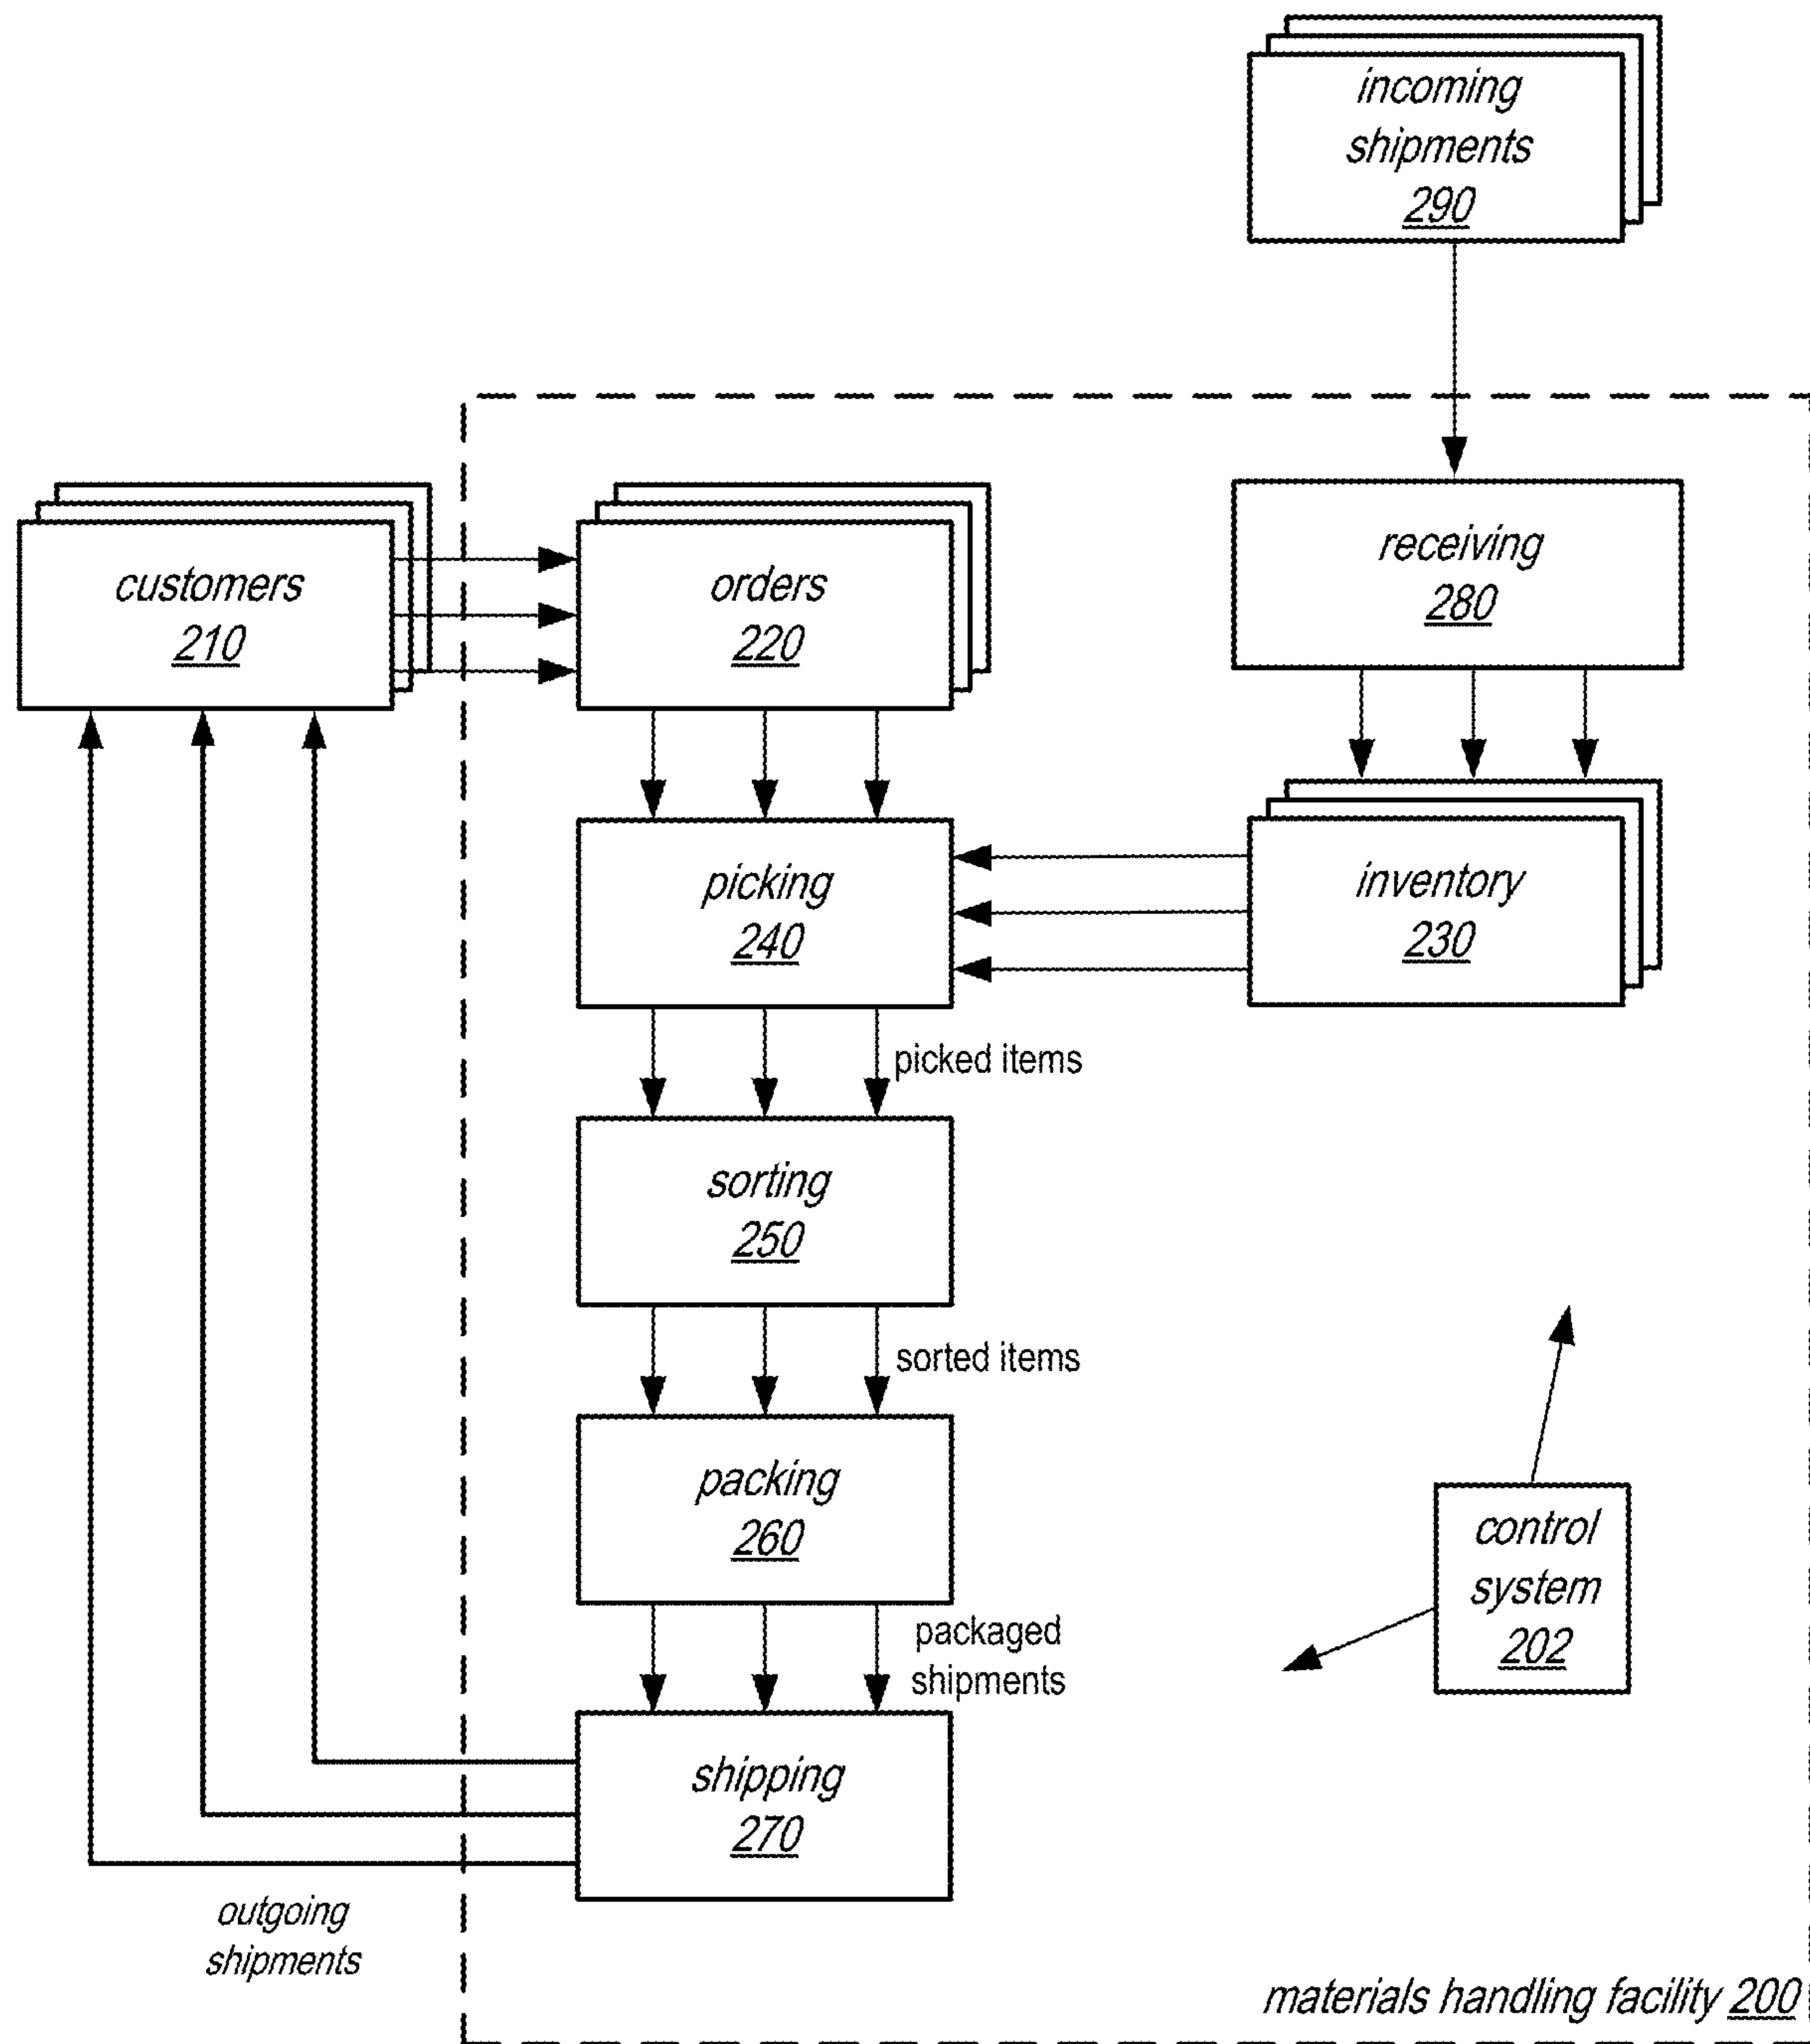 incoming
shipments
290
customers
210
orders
220
receiving
280
picking
240
inventory
230
picked items
sorting
250
sorted items
packing
260
control
system
202
packaged
shipments
shipping
270
outgoing
shipments
materials handling facility 200